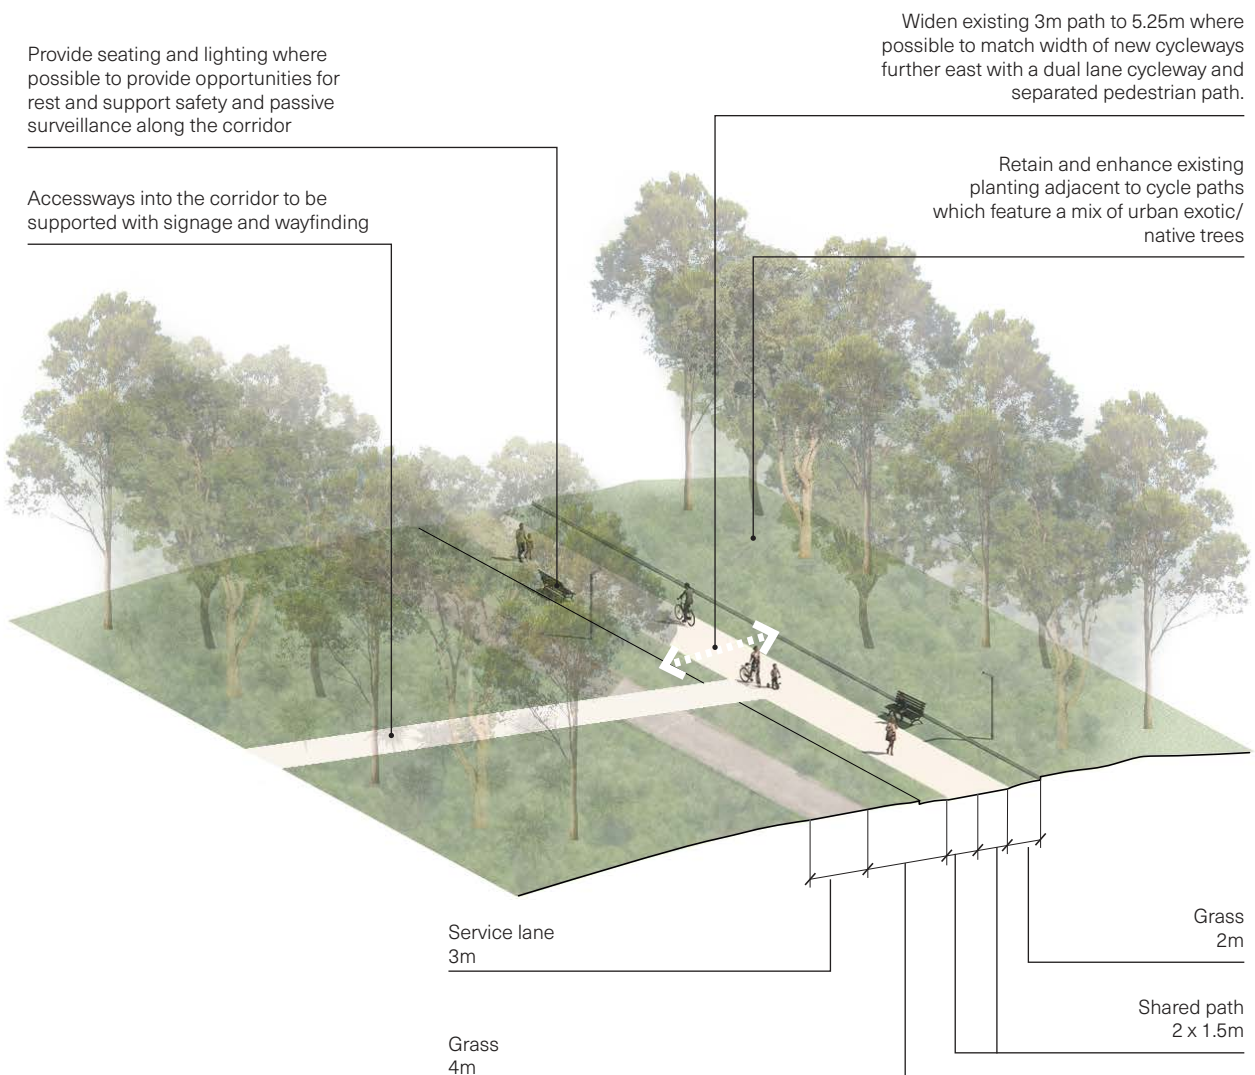 Provide seating and lighting where
possible to provide opportunities for
rest and support safety and passive
surveillance along the corridor
Accessways into the corridor to be
supported with signage and wayfinding
Widen existing 3m path to 5.25m where
possible to match width of new cycleways
further east with a dual lane cycleway and
separated pedestrian path.
Retain and enhance existing
planting adjacent to cycle paths
which feature a mix of urban exotic/
native trees
Service lane
3m
Grass
4m
Grass
2m
Shared path
2 x 1.5m